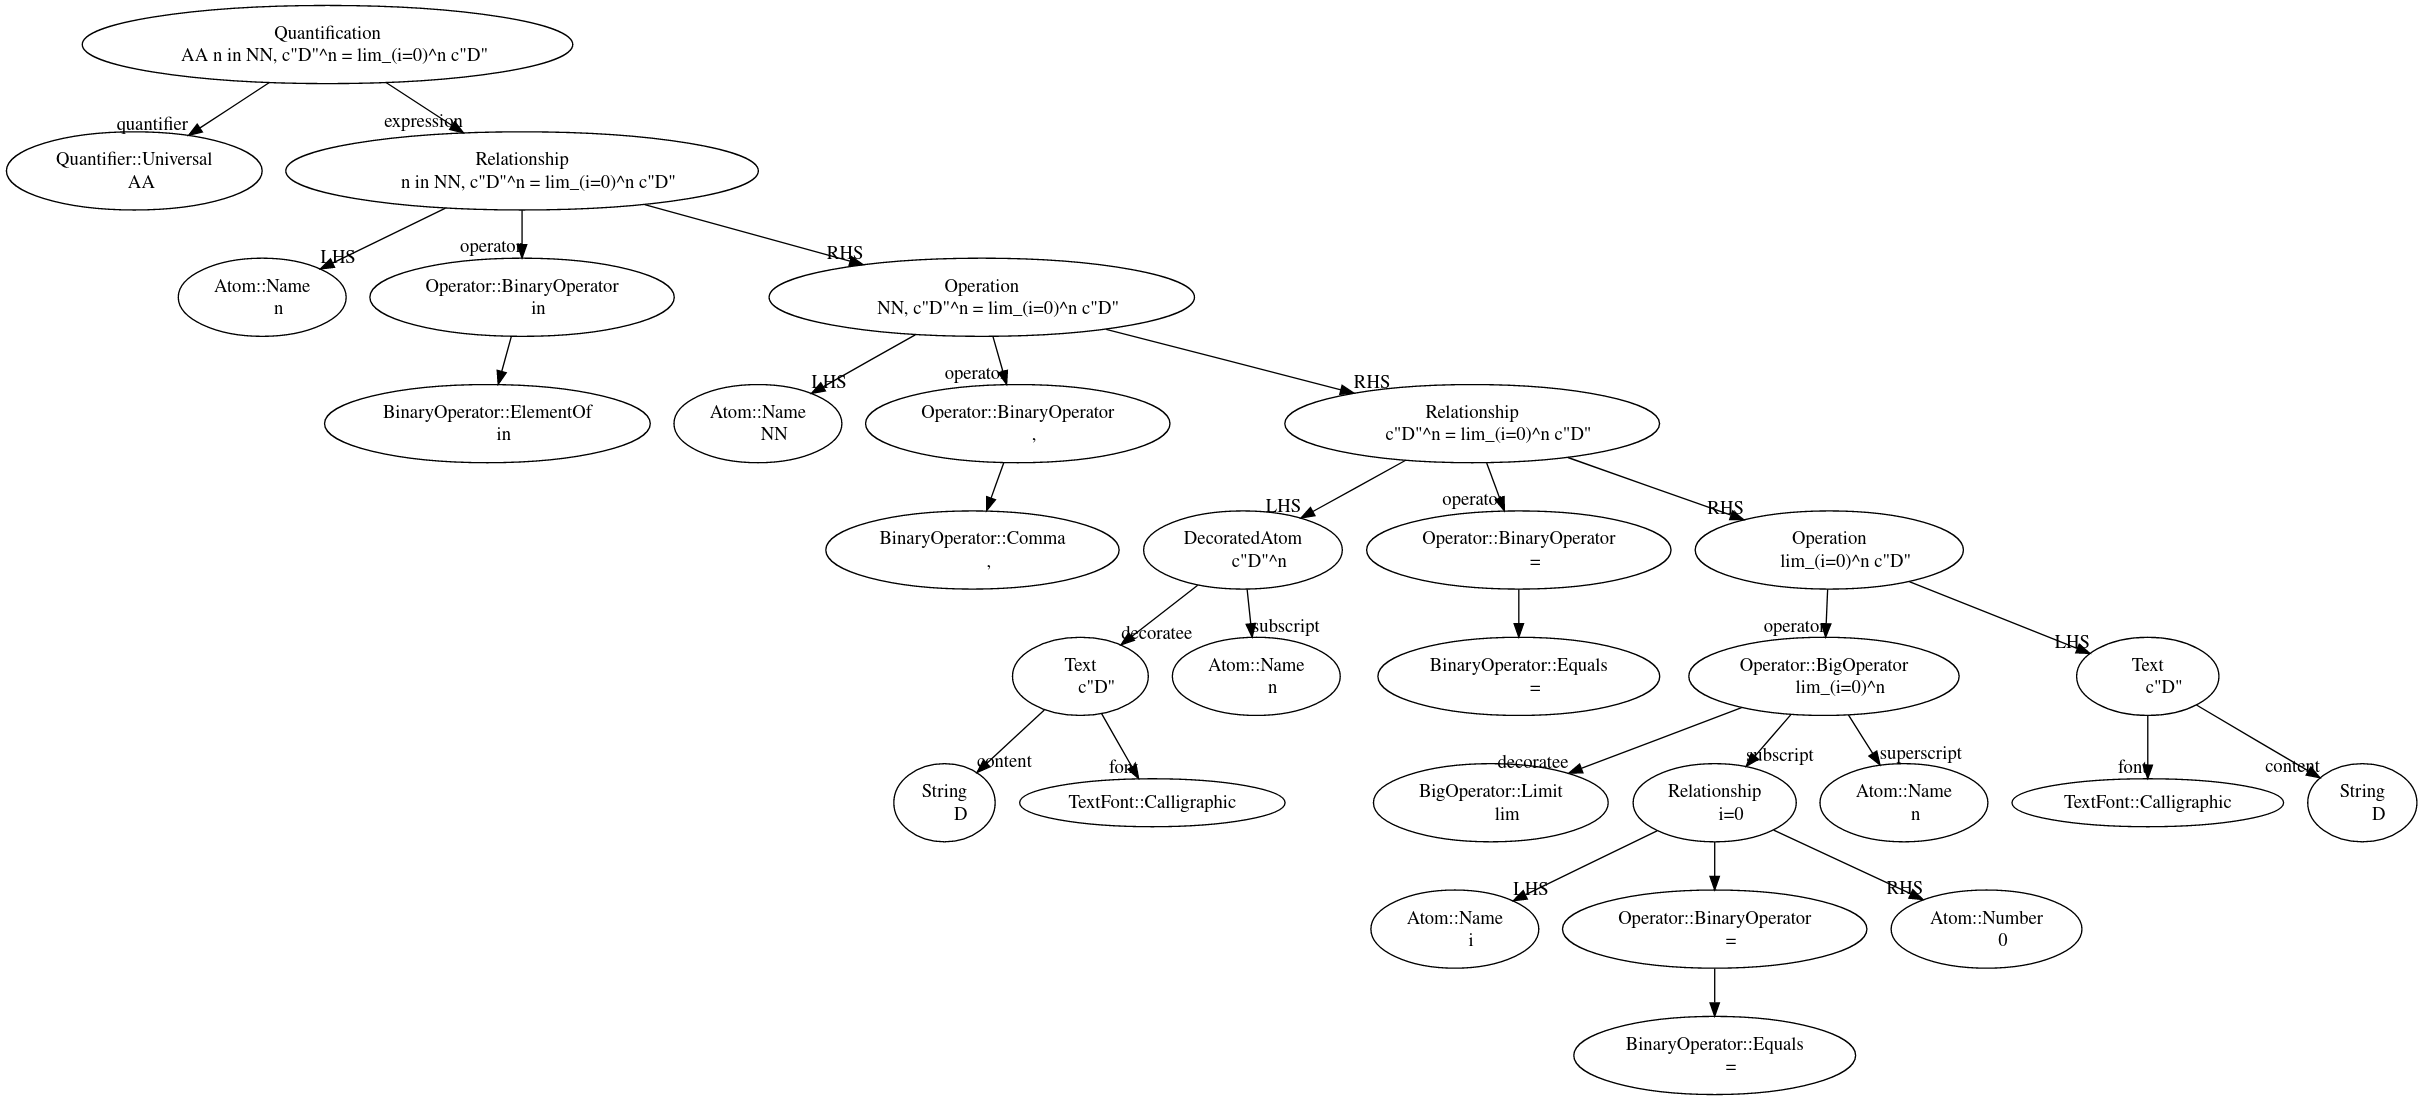 Quantification
AA n in NN, c"D"^n = lim_(i=0)^n c"D"
quantifier
expression
Quantifier::Universal
AA
Relationship
n in NN, c"D"^n = lim_(i=0)^n c"D"
LHS
operator
RHS
Atom::Name
n
Operator::BinaryOperator
in
Operation
NN, c"D"^n = lim_(i=0)^n c"D"
LHS
operator
RHS
BinaryOperator::ElementOf
in
Atom::Name
NN
Operator::BinaryOperator
,
Relationship
c"D"^n = lim_(i=0)^n c"D"
LHS
operator
RHS
BinaryOperator::Comma
,
DecoratedAtom
c"D"^n
Operator::BinaryOperator
=
Operation
lim_(i=0)^n c"D"
decoratee
subscript
operator
LHS
Text
c"D"
Atom::Name
n
BinaryOperator::Equals
=
Operator::BigOperator
lim_(i=0)^n
Text
c"D"
content
font
decoratee
subscript
superscript
font
content
String
D
TextFont::Calligraphic
BigOperator::Limit
lim
Relationship
i=0
Atom::Name
n
TextFont::Calligraphic
String
D
LHS
RHS
Atom::Name
i
Operator::BinaryOperator
=
Atom::Number
0
BinaryOperator::Equals
=